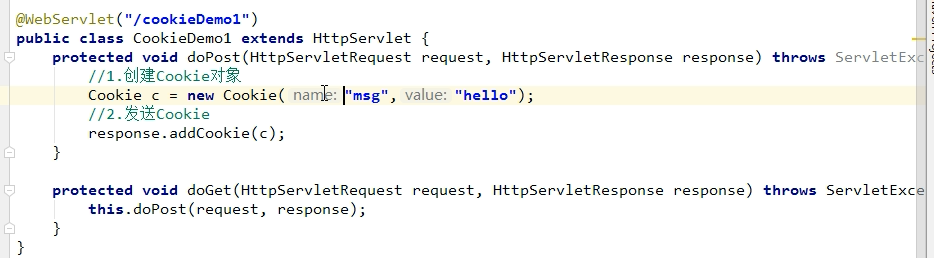 @WebServlet("/cookieDemo1")
public class CookieDemo1 extends HttpServlet {
protected void doPost(HttpServletRequest request, HttpServletResponse response) throws ServletExc
//1.创建Cookie对象
Cookie c = new Cookie( name: "msg", value: "hello");
//2.发送Cookie
response.addCookie(c);
}
protected void doGet(HttpServletRequest request, HttpServletResponse response) throws ServletExce
this.doPost(request, response);
}
}